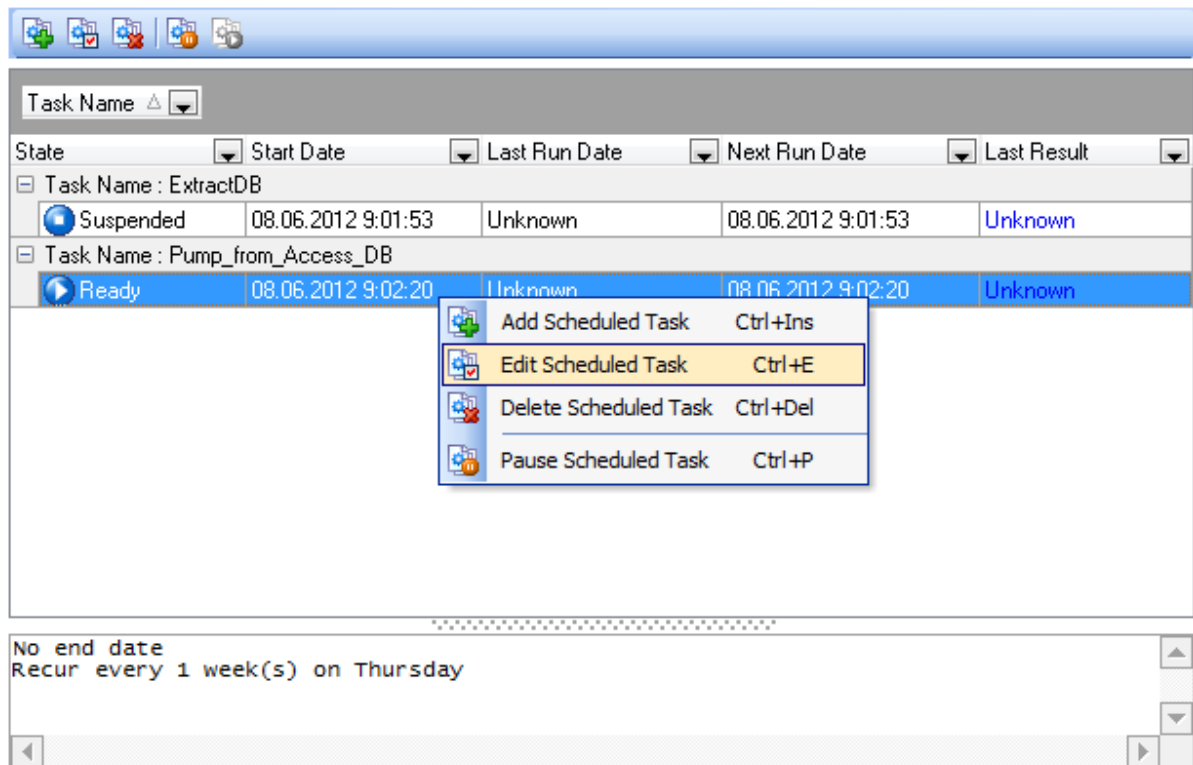 Task Name
State Start Date Last Run Date Next Run Date Last Result
Task Name : ExtractDB
Suspended 08.06.2012 9:01:53 Unknown 08.06.2012 9:01:53 Unknown
Task Name : Pump_from_Access_DB
Ready 08.06.2012 9:02:20 Unknown 08.06.2012 9:02:20 Unknown
Add Scheduled Task Ctrl+Ins
Edit Scheduled Task Ctrl+E
Delete Scheduled Task Ctrl+Del
Pause Scheduled Task Ctrl+P
No end date
Recur every 1 week(s) on Thursday